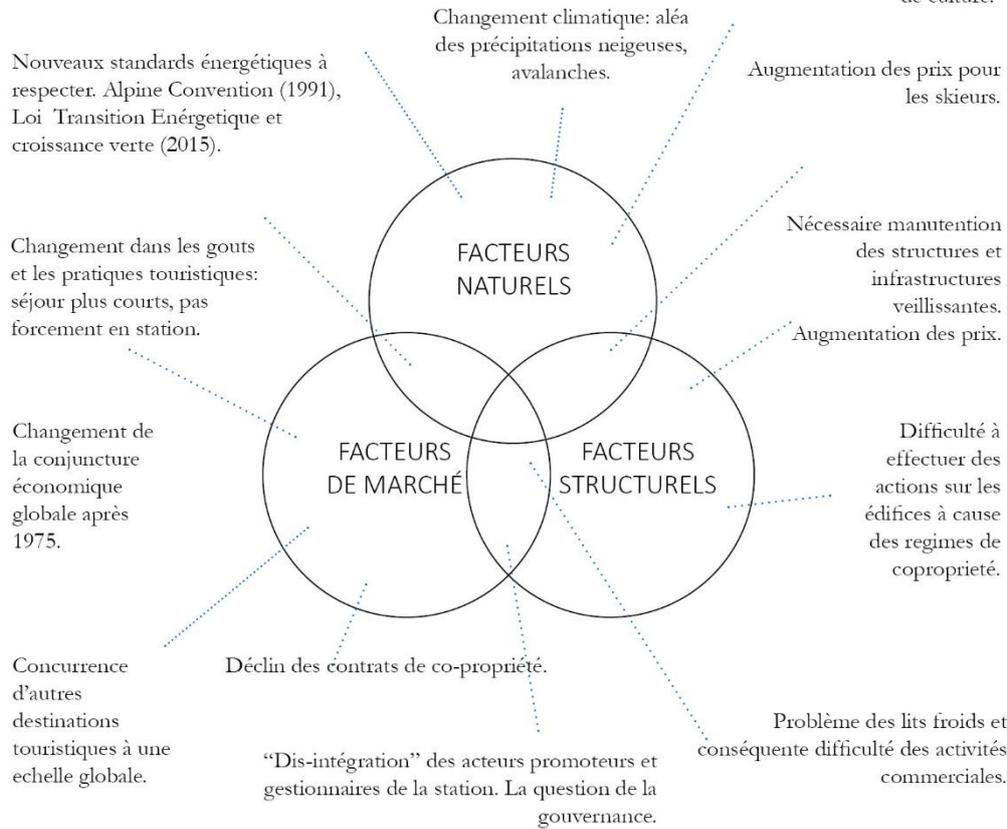 de culture.
Changement climatique: aléa
des précipitations neigeuses,
avalanches.
Nouveaux standards énergétiques à
respecter. Alpine Convention (1991),
Loi Transition Enérgetique et
croissance verte (2015).
Augmentation des prix pour
les skieurs.
FACTEURS
NATURELS
Changement dans les gouts
et les pratiques touristiques:
séjour plus courts, pas
forcement en station.
Nécessaire manutention
des structures et
infrastructures
veillissantes.
Augmentation des prix.
Changement de
la conjuncture
économique
globale après
1975.
FACTEURS
DE MARCHÉ
FACTEURS
STRUCTURELS
Difficulté à
effectuer des
actions sur les
édifices à cause
des regimes de
coproprieté.
Concurrence
d'autres
destinations
touristiques à une
echelle globale.
Déclin des contrats de co-propriété.
“Dis-intégration” des acteurs promoteurs et
gestionnaires de la station. La question de la
gouvernance.
Problème des lits froids et
conséquente difficulté des activités
commerciales.